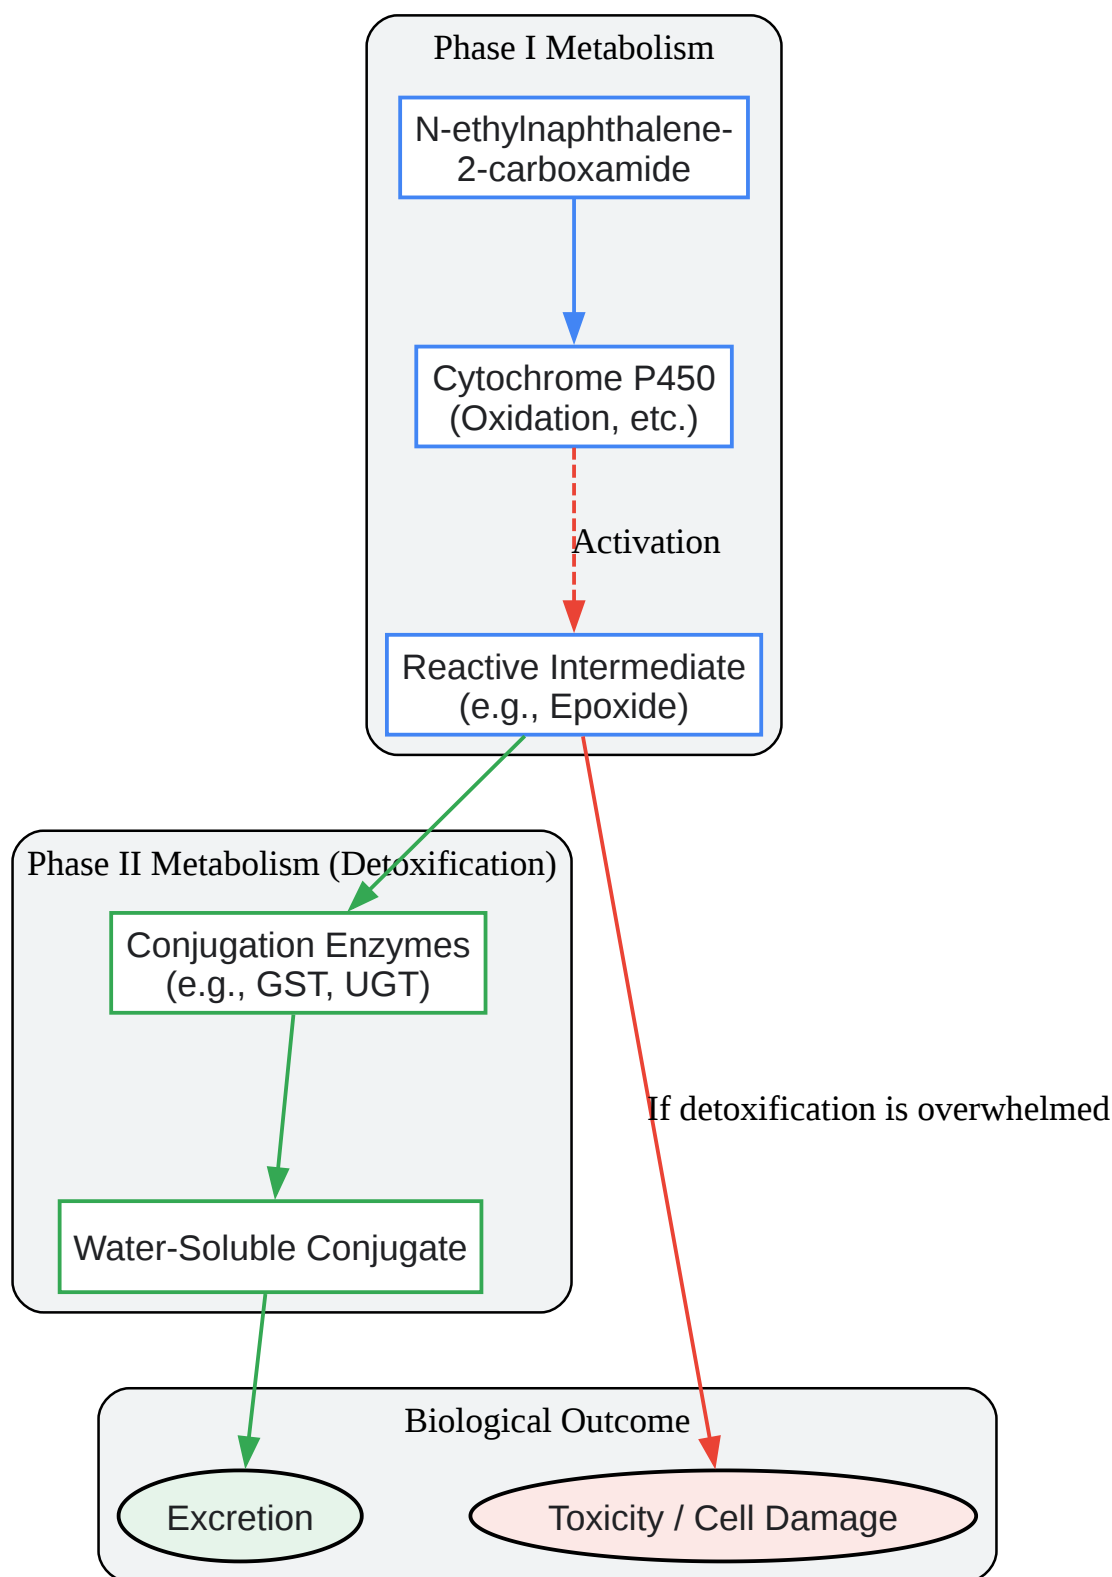 Phase I Metabolism
N-ethylnaphthalene-
2-carboxamide
Cytochrome P450
(Oxidation, etc.)
Activation
Reactive Intermediate
(e.g., Epoxide)
Phase II Metabolism (Detoxification)
Conjugation Enzymes
(e.g., GST, UGT)
If detoxification is overwhelmed
Water-Soluble Conjugate
Biological Outcome
Excretion
Toxicity / Cell Damage